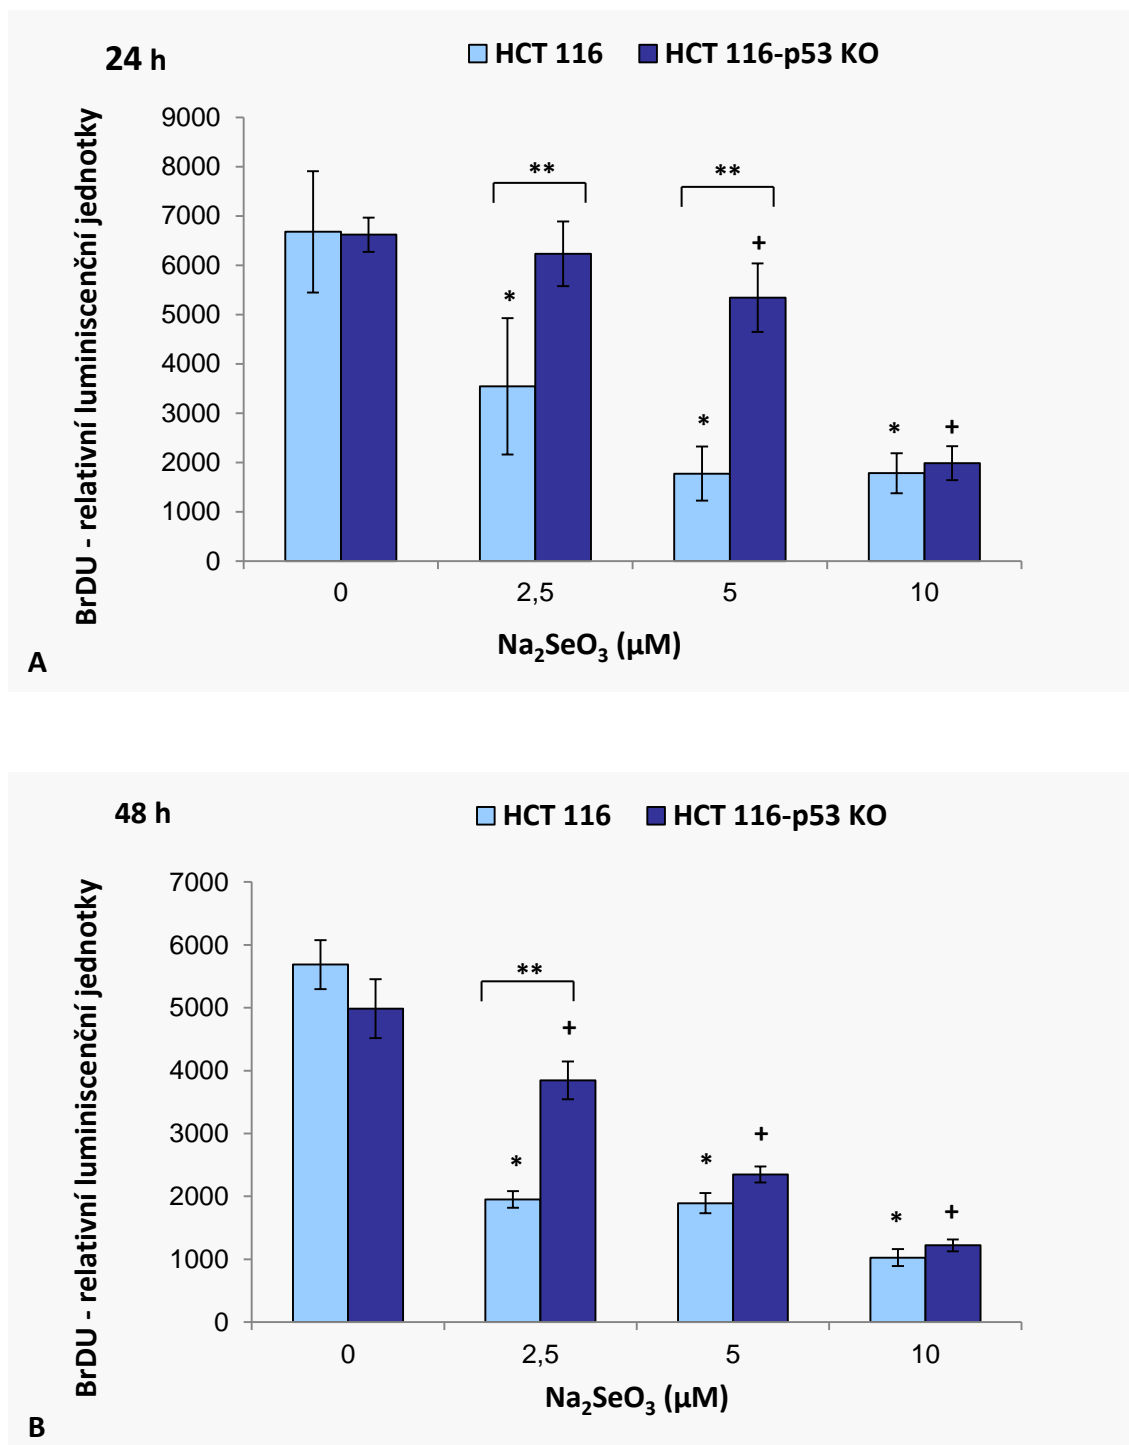 24 h
HCT 116 HCT 116-p53 KO
BrDU - relativní luminiscenční jednotky
9000
8000
7000
6000
5000
4000
3000
2000
1000
0
** **
* * + * +
0 2,5 5 10
Na₂SeO₃ (µM)
A
48 h
HCT 116 HCT 116-p53 KO
BrDU - relativní luminiscenční jednotky
7000
6000
5000
4000
3000
2000
1000
0
**
* + * + * +
0 2,5 5 10
Na₂SeO₃ (µM)
B